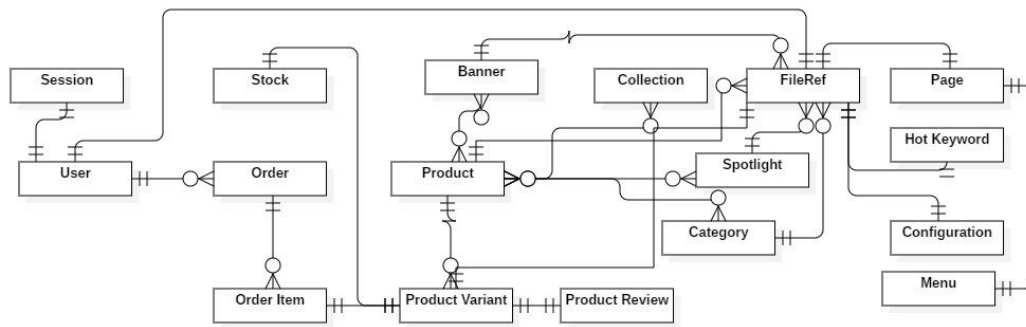 Session
Stock
Banner
Collection
FileRef
Page
Hot Keyword
User
Order
Product
Spotlight
Category
Configuration
Menu
Order Item
Product Variant
Product Review